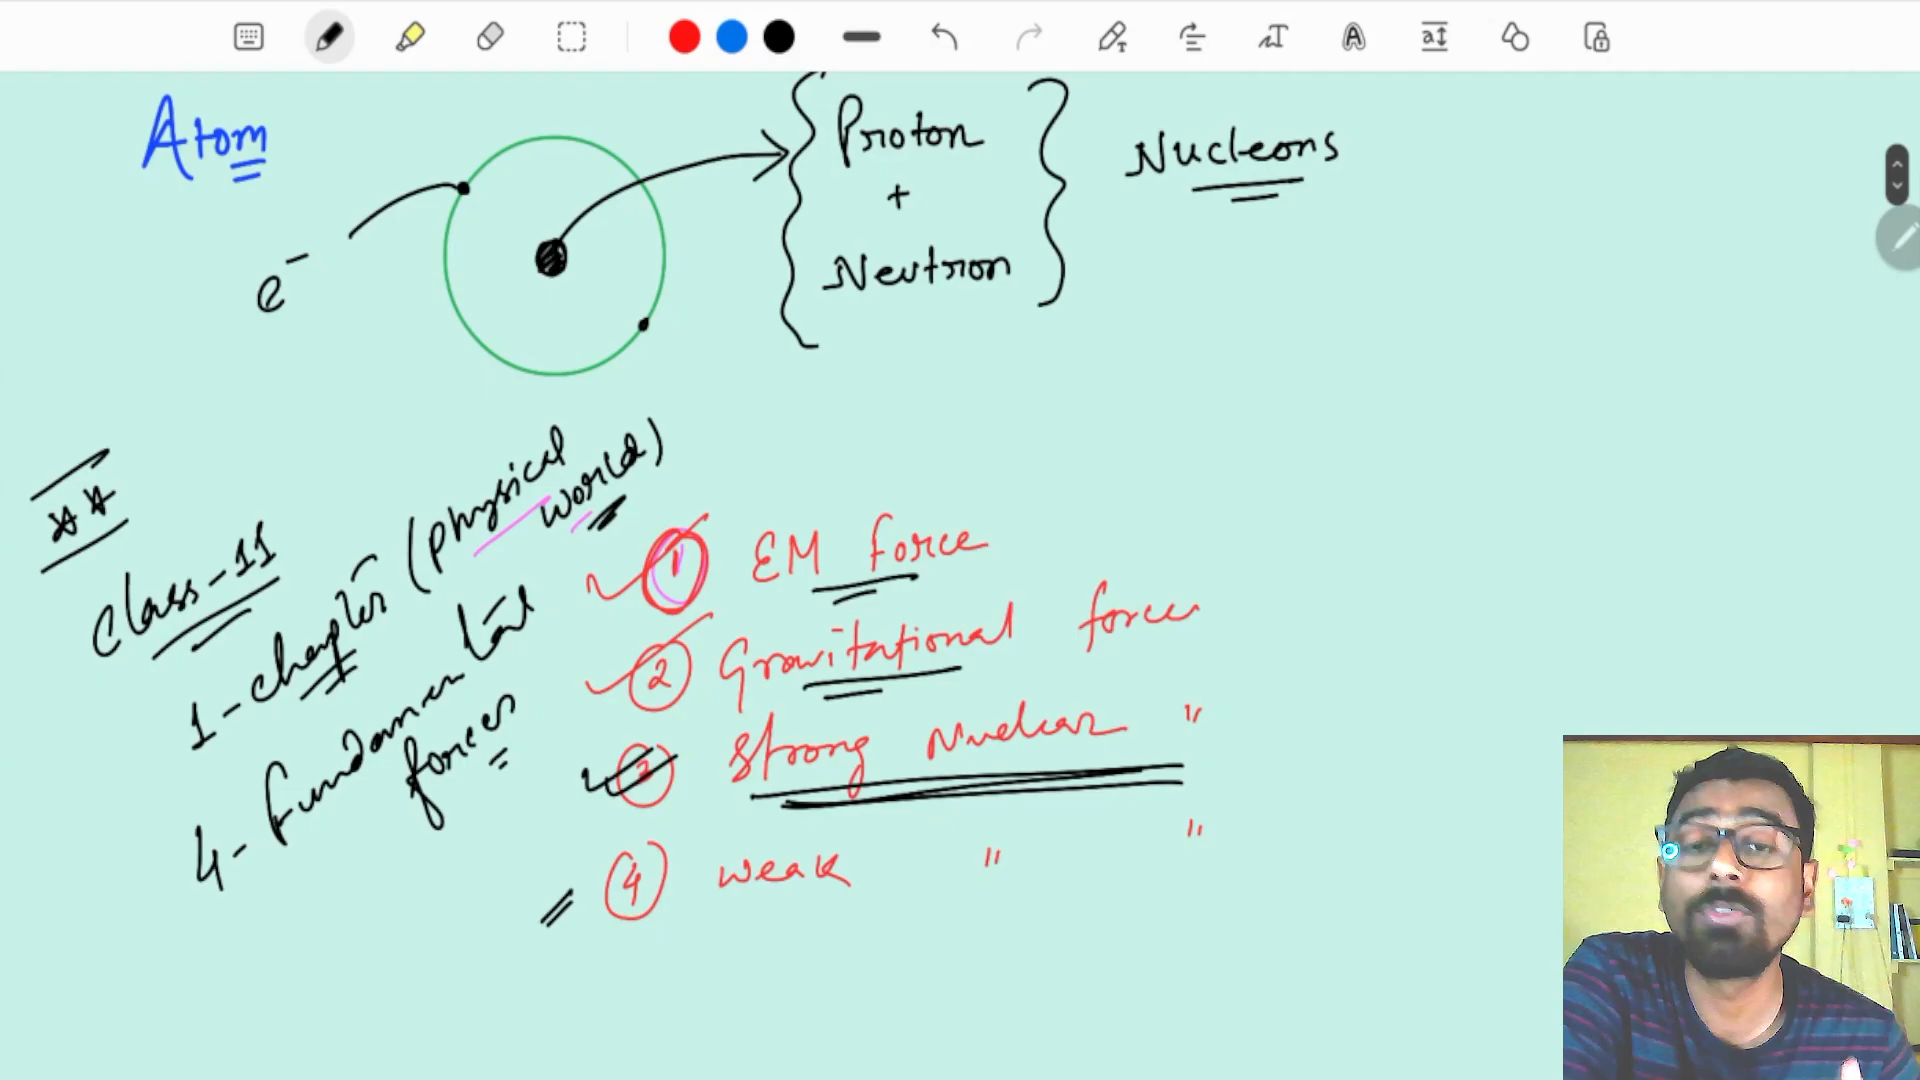 Atom
e⁻
Proton
+
Neutron
Nucleons
Class-11
1-chapter (physical
world)
4-fundamental
forces
1 EM force
2 Gravitational force
3 Strong Nuclear "
4 weak " "